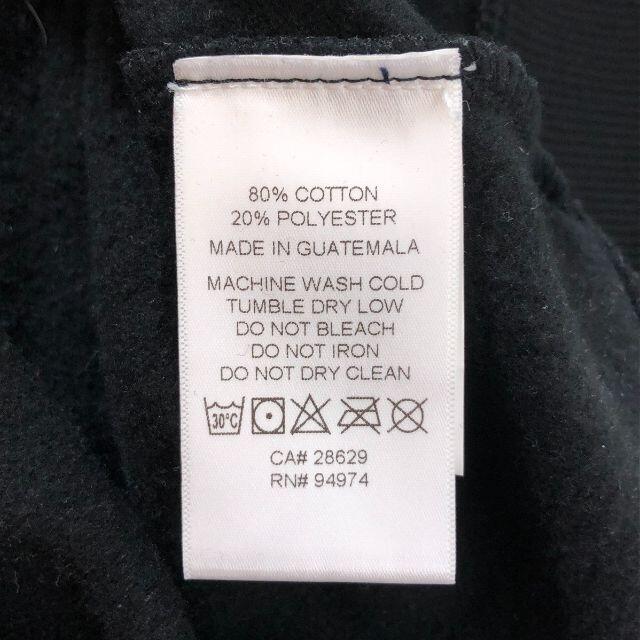 80% COTTON
20% POLYESTER
MADE IN GUATEMALA
MACHINE WASH COLD
TUMBLE DRY LOW
DO NOT BLEACH
DO NOT IRON
DO NOT DRY CLEAN
30°C
CA# 28629
RN# 94974